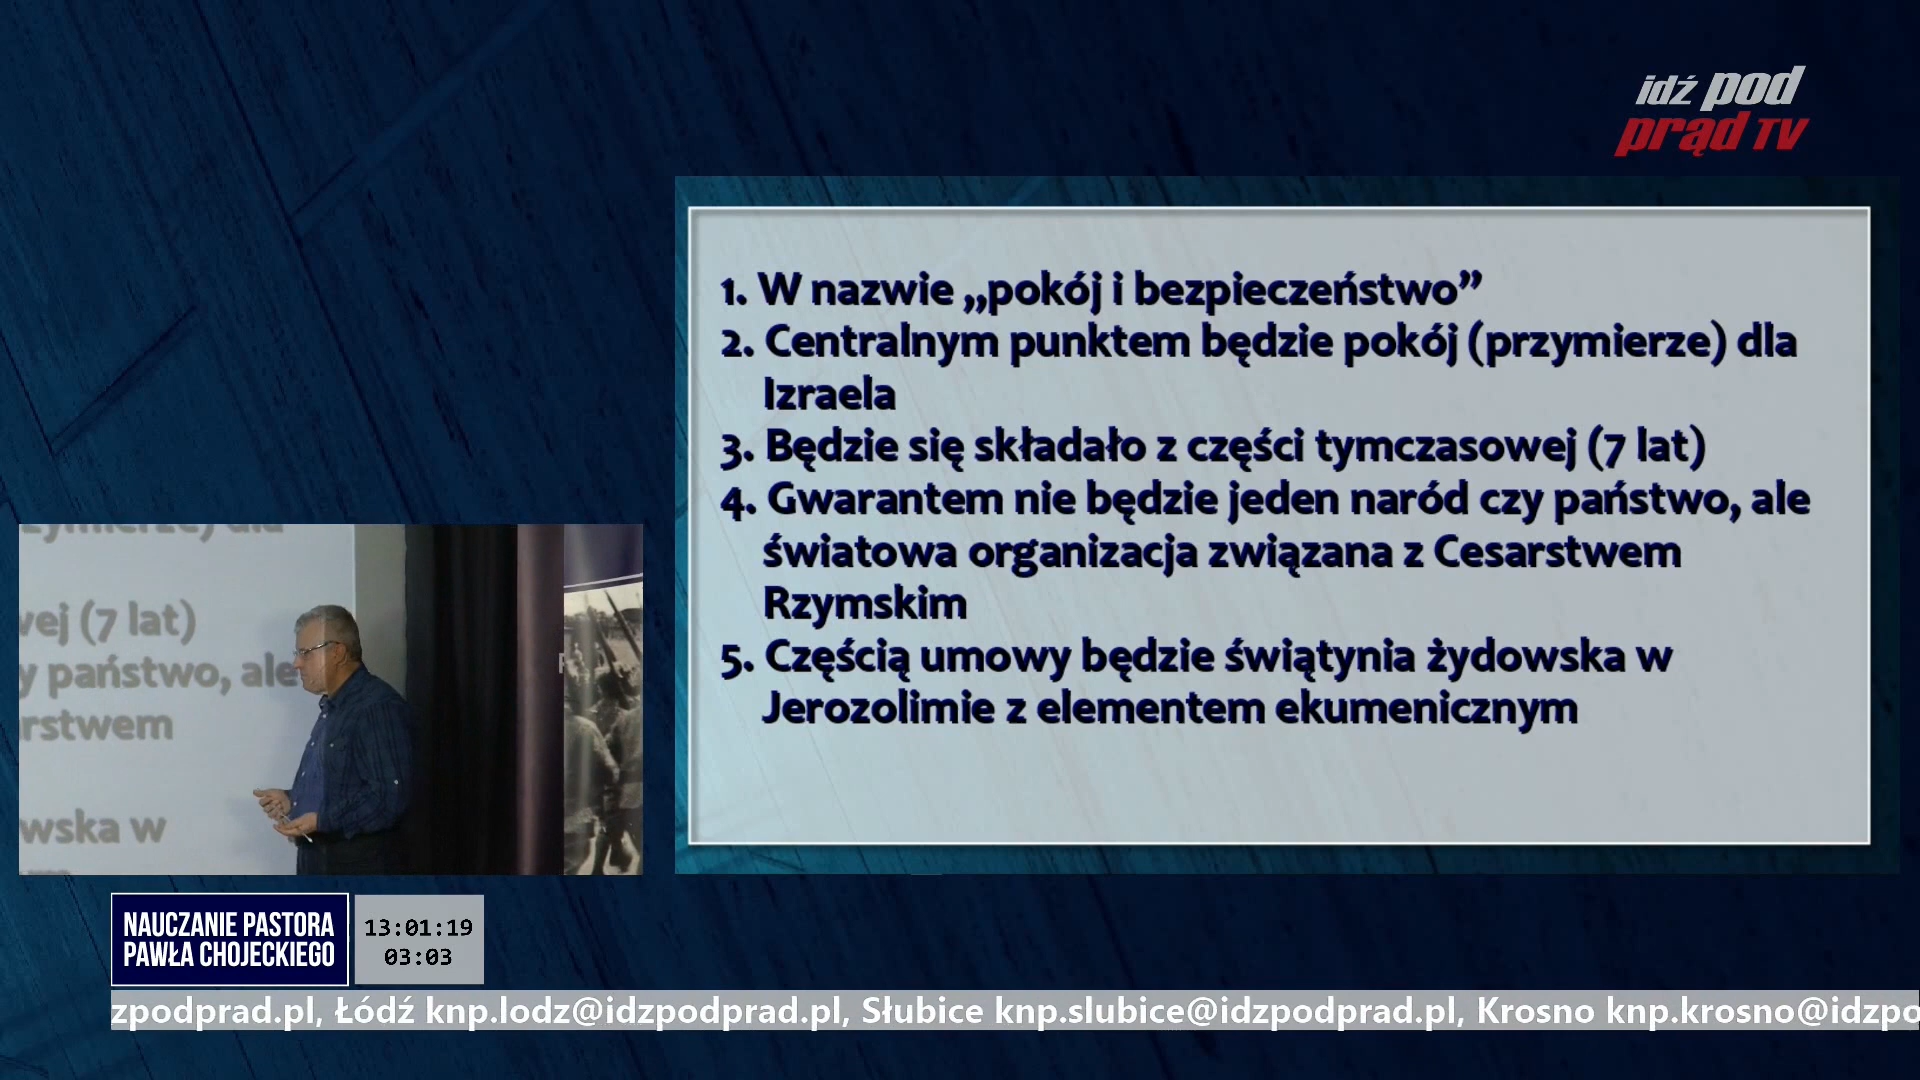 idź pod
prąd TV
1. W nazwie „pokój i bezpieczeństwo”
2. Centralnym punktem będzie pokój (przymierze) dla
Izraela
3. Będzie się składało z części tymczasowej (7 lat)
4. Gwarantem nie będzie jeden naród czy państwo, ale
światowa organizacja związana z Cesarstwem
Rzymskim
5. Częścią umowy będzie świątynia żydowska w
Jerozolimie z elementem ekumenicznym
wej (7 lat)
y państwo, ale
rstwem
wska w
NAUCZANIE PASTORA
PAWŁA CHOJECKIEGO
13:01:19
03:03
zpodprad.pl, Łódź knp.lodz@idzpodprad.pl, Słubice knp.slubice@idzpodprad.pl, Krosno knp.krosno@idzpo